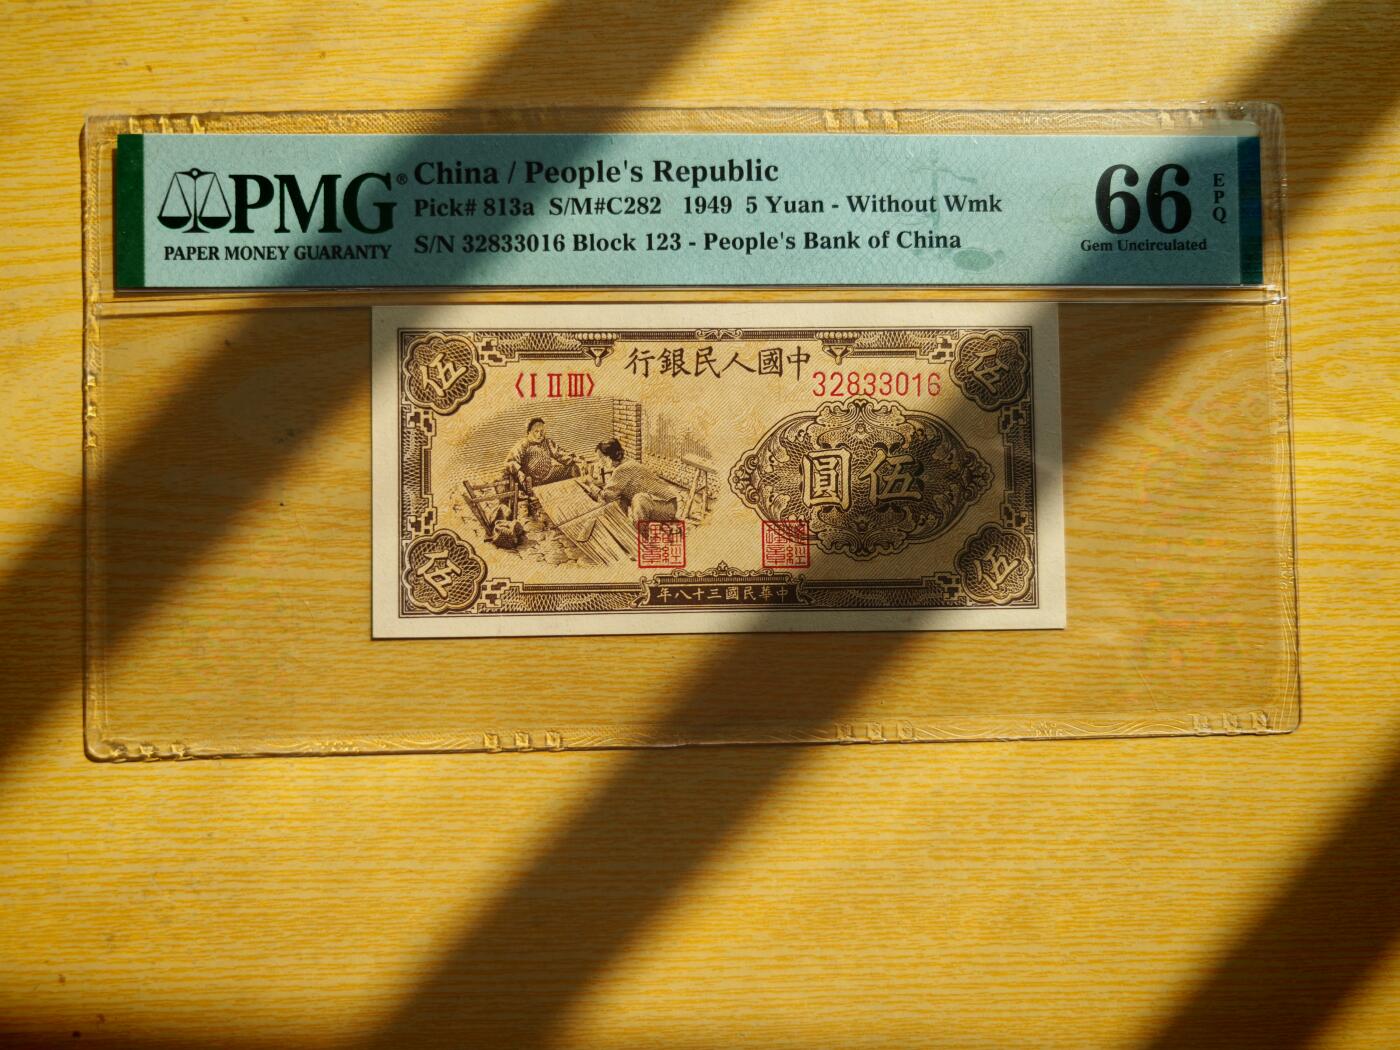 PMG®
PAPER MONEY GUARANTY
China / People's Republic
Pick# 813a S/M#C282 1949 5 Yuan - Without Wmk
S/N 32833016 Block 123 - People's Bank of China
66
EPQ
Gem Uncirculated
伍
行銀民人國中
伍
〈I II III〉
32833016
圓伍
伍
年八十三國民華中
伍